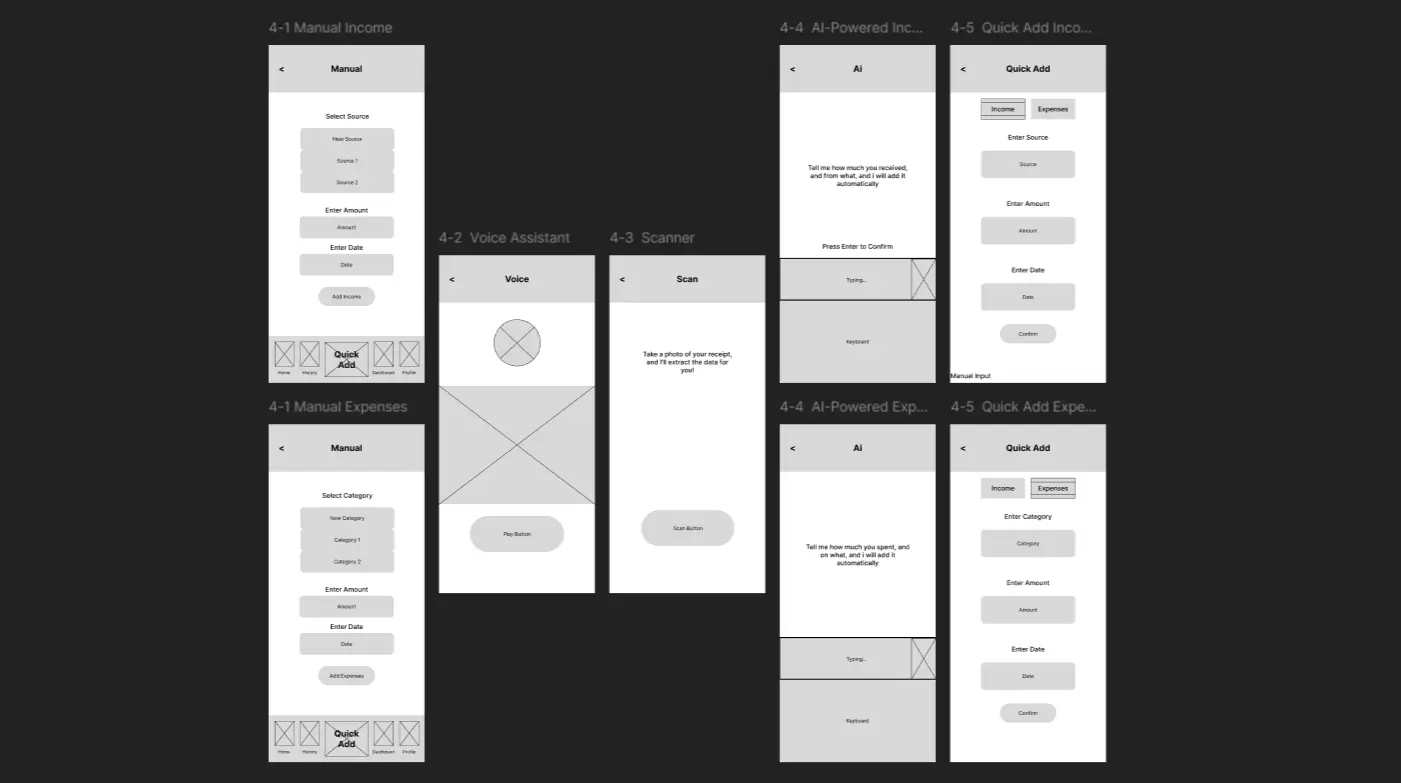 4-1 Manual Income
<
Manual
Select Source
New Source
Source 1
Source 2
Enter Amount
Amount
Enter Date
Date
Add Income
Quick
Add
Home
History
Dashboard
Profile
4-1 Manual Expenses
<
Manual
Select Category
New Category
Category 1
Category 2
Enter Amount
Amount
Enter Date
Date
Add Expenses
Quick
Add
Home
History
Dashboard
Profile
4-2 Voice Assistant
<
Voice
Play Button
4-3 Scanner
<
Scan
Take a photo of your receipt,
and I'll extract the data for
you!
Scan Button
4-4 AI-Powered Inc...
<
Ai
Tell me how much you received,
and from what, and i will add it
automatically
Press Enter to Confirm
Typing...
Keyboard
4-4 AI-Powered Exp...
<
Ai
Tell me how much you spent, and
on what, and i will add it
automatically
Typing...
Keyboard
4-5 Quick Add Inco...
<
Quick Add
Income
Expenses
Enter Source
Source
Enter Amount
Amount
Enter Date
Date
Confirm
Manual Input
4-5 Quick Add Expe...
<
Quick Add
Income
Expenses
Enter Category
Category
Enter Amount
Amount
Enter Date
Date
Confirm